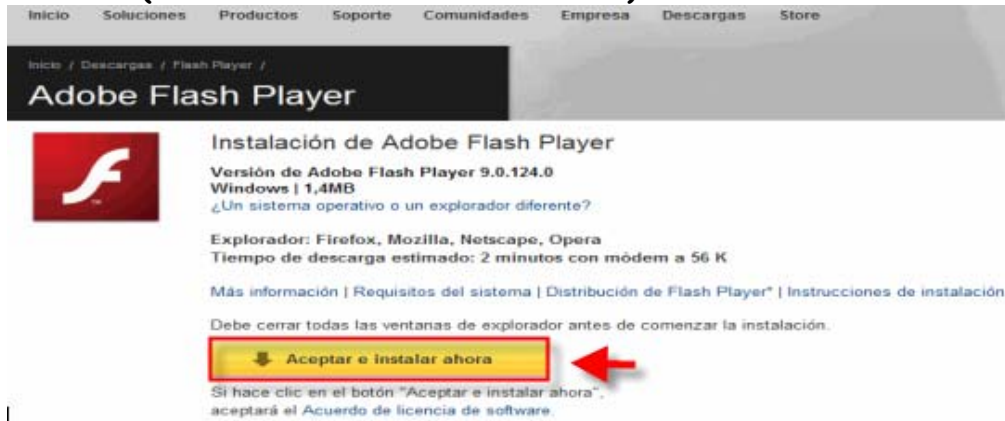 Inicio Soluciones Productos Soporte Comunidades Empresa Descargas Store
Inicio / Descargas / Flash Player /
Adobe Flash Player
Instalación de Adobe Flash Player
Versión de Adobe Flash Player 9.0.124.0
Windows | 1,4MB
¿Un sistema operativo o un explorador diferente?
Explorador: Firefox, Mozilla, Netscape, Opera
Tiempo de descarga estimado: 2 minutos con módem a 56 K
Más información | Requisitos del sistema | Distribución de Flash Player* | Instrucciones de instalación
Debe cerrar todas las ventanas de explorador antes de comenzar la instalación.
Aceptar e instalar ahora
Si hace clic en el botón "Aceptar e instalar ahora",
aceptará el Acuerdo de licencia de software.